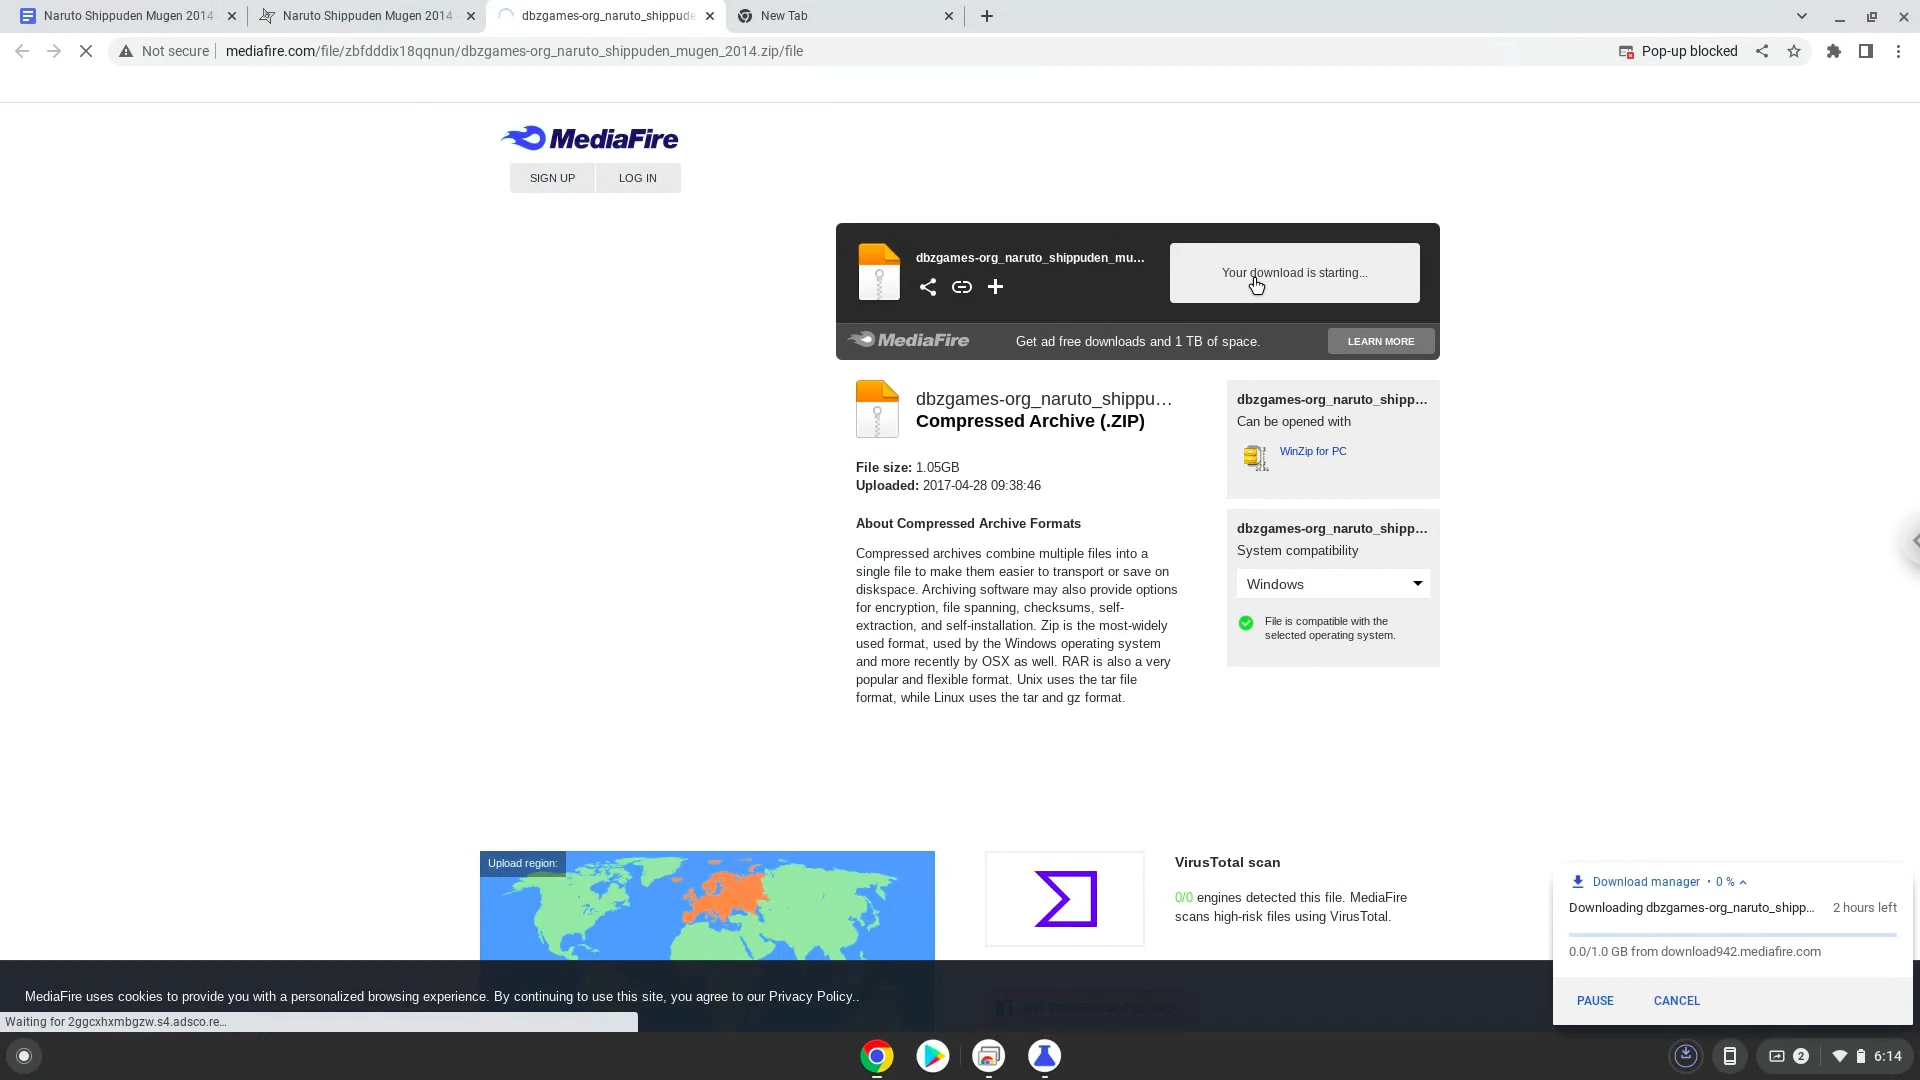 Naruto Shippuden Mugen 2014
Naruto Shippuden Mugen 2014
dbzgames-org_naruto_shippude
New Tab
Not secure
mediafire.com/file/zbfdddix18qqnun/dbzgames-org_naruto_shippuden_mugen_2014.zip/file
Pop-up blocked
MediaFire
SIGN UP
LOG IN
dbzgames-org_naruto_shippuden_mu...
Your download is starting...
MediaFire
Get ad free downloads and 1 TB of space.
LEARN MORE
dbzgames-org_naruto_shippu...
Compressed Archive (.ZIP)
File size: 1.05GB
Uploaded: 2017-04-28 09:38:46
About Compressed Archive Formats
Compressed archives combine multiple files into a
single file to make them easier to transport or save on
diskspace. Archiving software may also provide options
for encryption, file spanning, checksums, self-
extraction, and self-installation. Zip is the most-widely
used format, used by the Windows operating system
and more recently by OSX as well. RAR is also a very
popular and flexible format. Unix uses the tar file
format, while Linux uses the tar and gz format.
dbzgames-org_naruto_shipp...
Can be opened with
WinZip for PC
dbzgames-org_naruto_shipp...
System compatibility
Windows
File is compatible with the
selected operating system.
Upload region:
VirusTotal scan
0/0 engines detected this file. MediaFire
scans high-risk files using VirusTotal.
Download manager • 0 %
Downloading dbzgames-org_naruto_shipp... 2 hours left
0.0/1.0 GB from download942.mediafire.com
PAUSE
CANCEL
MediaFire uses cookies to provide you with a personalized browsing experience. By continuing to use this site, you agree to our Privacy Policy..
Waiting for 2ggcxhxmbgzw.s4.adsco.re...
2
6:14